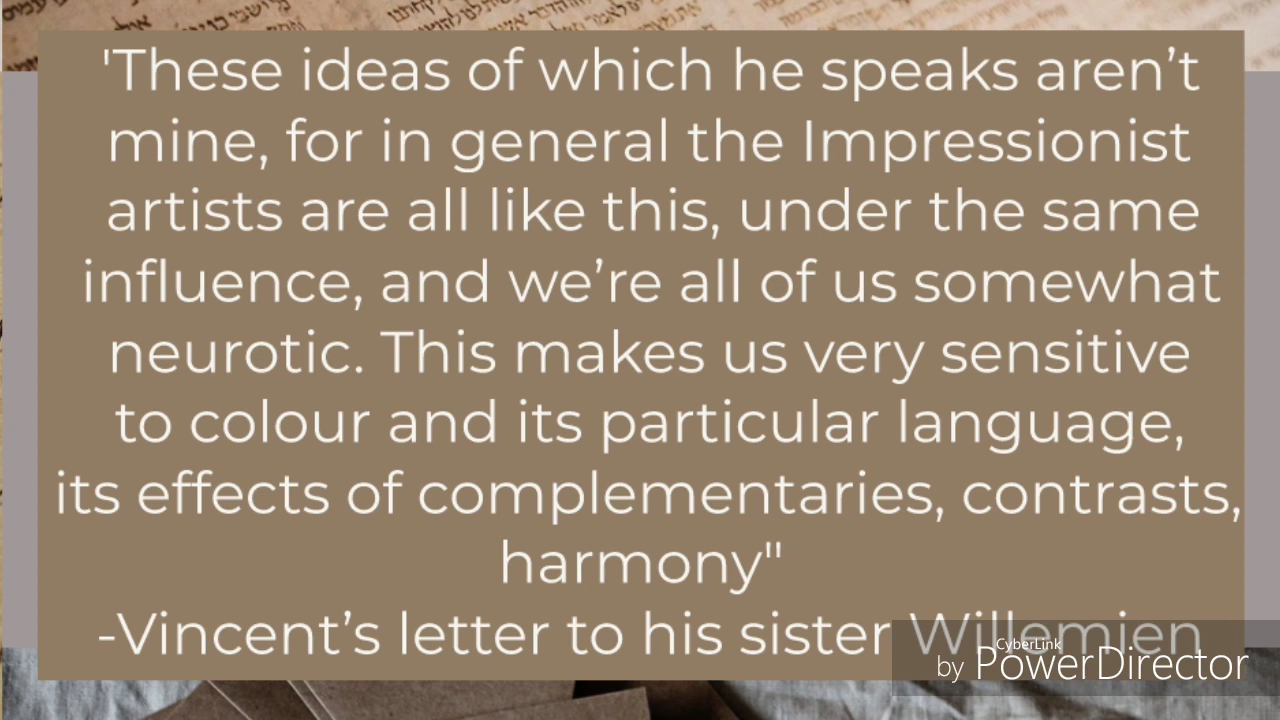 'These ideas of which he speaks aren’t
mine, for in general the Impressionist
artists are all like this, under the same
influence, and we’re all of us somewhat
neurotic. This makes us very sensitive
to colour and its particular language,
its effects of complementaries, contrasts,
harmony"
-Vincent’s letter to his sister Willemien
CyberLink
by PowerDirector